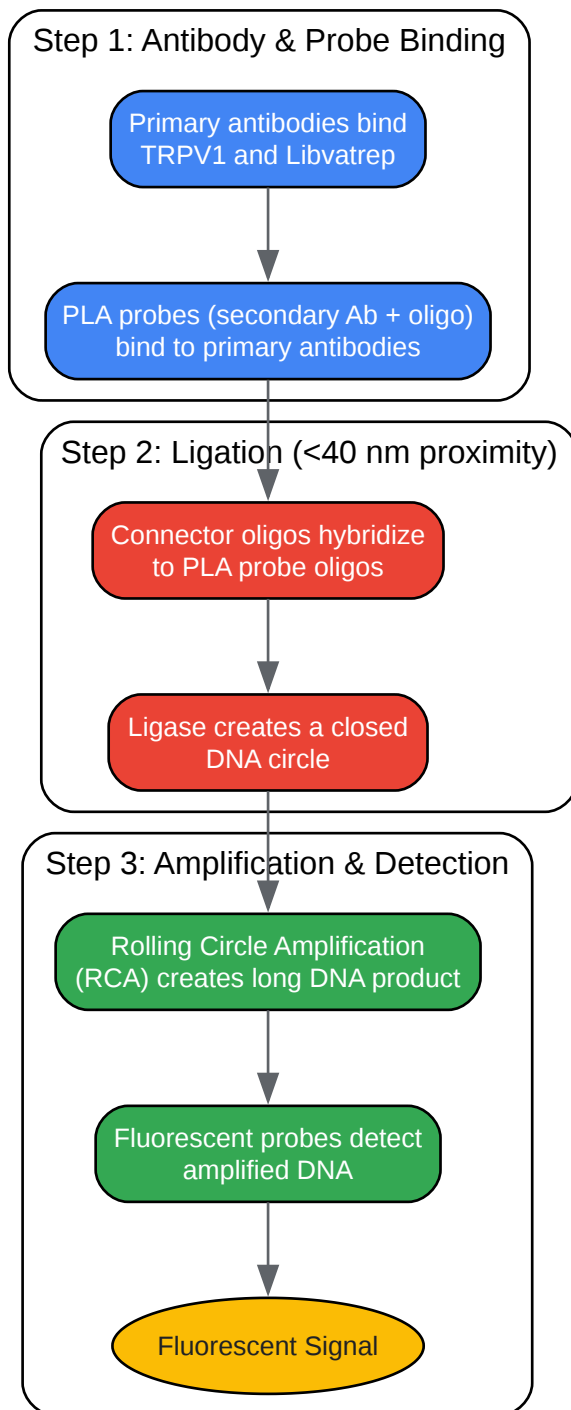 Step 1: Antibody & Probe Binding
Primary antibodies bind
TRPV1 and Libvatrep
PLA probes (secondary Ab + oligo)
bind to primary antibodies
Step 2: Ligation (<40 nm proximity)
Connector oligos hybridize
to PLA probe oligos
Ligase creates a closed
DNA circle
Step 3: Amplification & Detection
Rolling Circle Amplification
(RCA) creates long DNA product
Fluorescent probes detect
amplified DNA
Fluorescent Signal